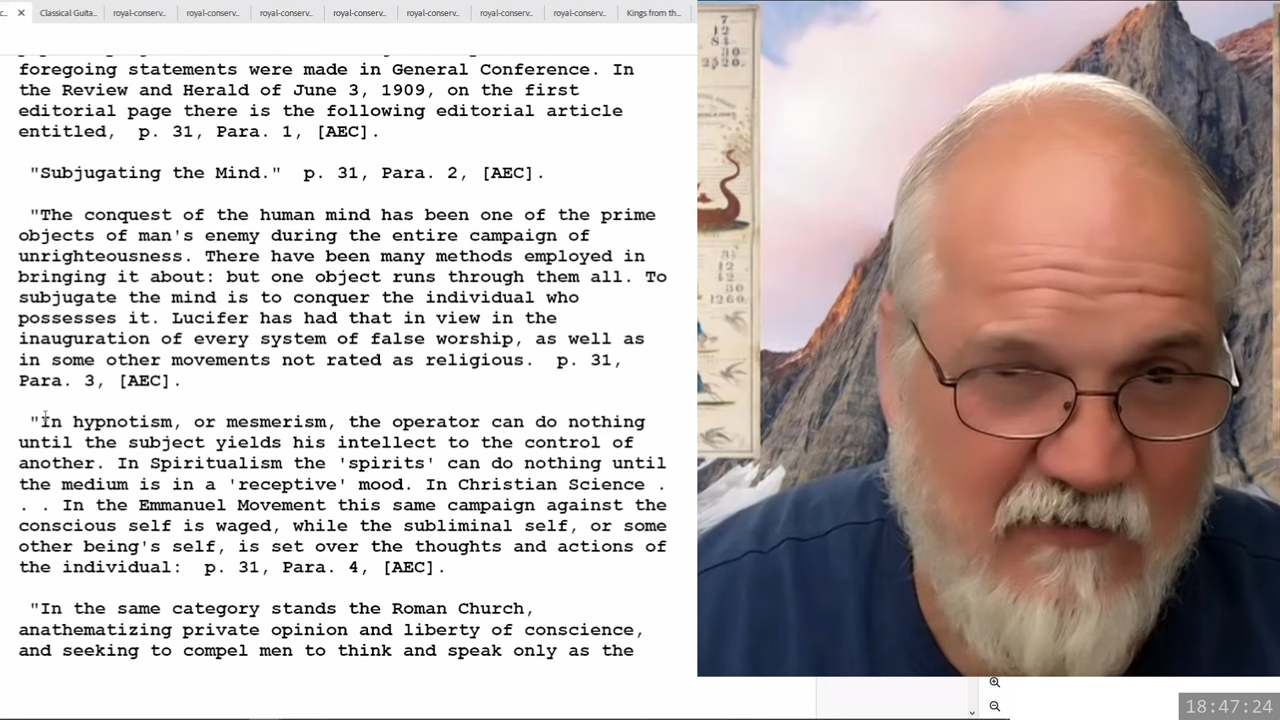 c.. × Classical Guita... royal-conserv... royal-conserv... royal-conserv... royal-conserv... royal-conserv... royal-conserv... royal-conserv... Kings from th...
foregoing statements were made in General Conference. In
the Review and Herald of June 3, 1909, on the first
editorial page there is the following editorial article
entitled,  p. 31, Para. 1, [AEC].
"Subjugating the Mind."  p. 31, Para. 2, [AEC].
"The conquest of the human mind has been one of the prime
objects of man's enemy during the entire campaign of
unrighteousness. There have been many methods employed in
bringing it about: but one object runs through them all. To
subjugate the mind is to conquer the individual who
possesses it. Lucifer has had that in view in the
inauguration of every system of false worship, as well as
in some other movements not rated as religious.  p. 31,
Para. 3, [AEC].
"In hypnotism, or mesmerism, the operator can do nothing
until the subject yields his intellect to the control of
another. In Spiritualism the 'spirits' can do nothing until
the medium is in a 'receptive' mood. In Christian Science .
. . In the Emmanuel Movement this same campaign against the
conscious self is waged, while the subliminal self, or some
other being's self, is set over the thoughts and actions of
the individual:  p. 31, Para. 4, [AEC].
"In the same category stands the Roman Church,
anathematizing private opinion and liberty of conscience,
and seeking to compel men to think and speak only as the
7
12
84
30
2520
12
42
30
1260
18:47:24